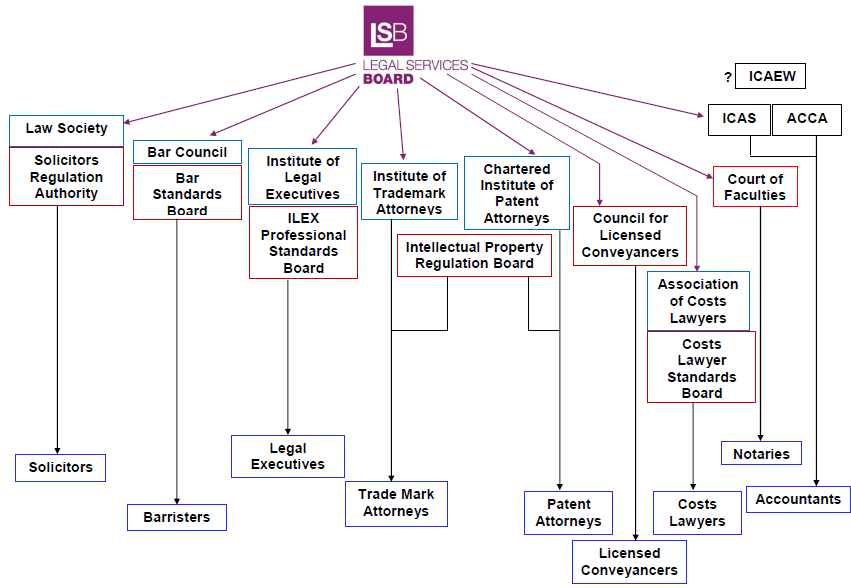 LSB
LEGAL SERVICES
BOARD
? ICAEW
ICAS
ACCA
Law Society
Solicitors
Regulation
Authority
Bar Council
Bar
Standards
Board
Institute of
Legal
Executives
ILEX
Professional
Standards
Board
Institute of
Trademark
Attorneys
Chartered
Institute of
Patent
Attorneys
Intellectual Property
Regulation Board
Council for
Licensed
Conveyancers
Association
of Costs
Lawyers
Costs
Lawyer
Standards
Board
Court of
Faculties
Solicitors
Barristers
Legal
Executives
Trade Mark
Attorneys
Patent
Attorneys
Licensed
Conveyancers
Costs
Lawyers
Notaries
Accountants